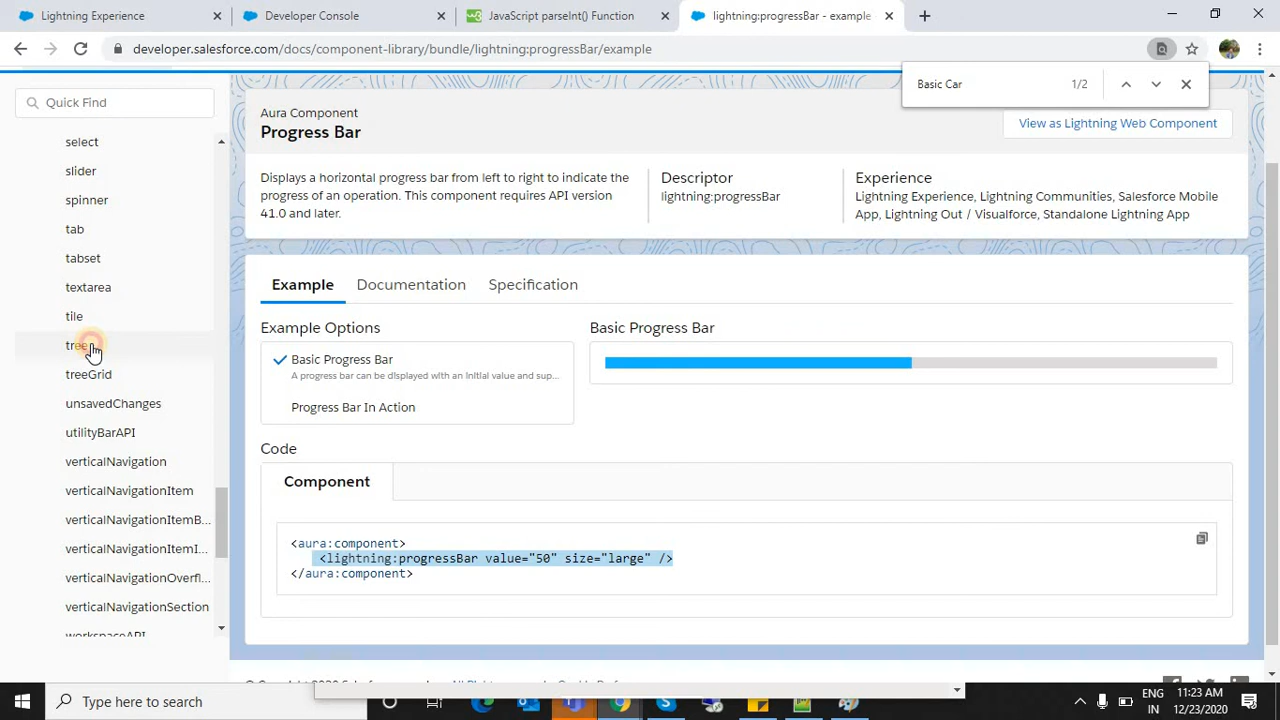 Lightning Experience
Developer Console
JavaScript parseInt() Function
lightning:progressBar - example
developer.salesforce.com/docs/component-library/bundle/lightning:progressBar/example
Basic Car
1/2
Quick Find
select
slider
spinner
tab
tabset
textarea
tile
tree
treeGrid
unsavedChanges
utilityBarAPI
verticalNavigation
verticalNavigationItem
verticalNavigationItemB...
verticalNavigationItemI...
verticalNavigationOverfl...
verticalNavigationSection
workspaceAPI
Aura Component
Progress Bar
View as Lightning Web Component
Displays a horizontal progress bar from left to right to indicate the
progress of an operation. This component requires API version
41.0 and later.
Descriptor
lightning:progressBar
Experience
Lightning Experience, Lightning Communities, Salesforce Mobile
App, Lightning Out / Visualforce, Standalone Lightning App
Example
Documentation
Specification
Example Options
Basic Progress Bar
A progress bar can be displayed with an initial value and sup...
Progress Bar In Action
Basic Progress Bar
Code
Component
<aura:component>
<lightning:progressBar value="50" size="large" />
</aura:component>
Type here to search
ENG
IN
11:23 AM
12/23/2020